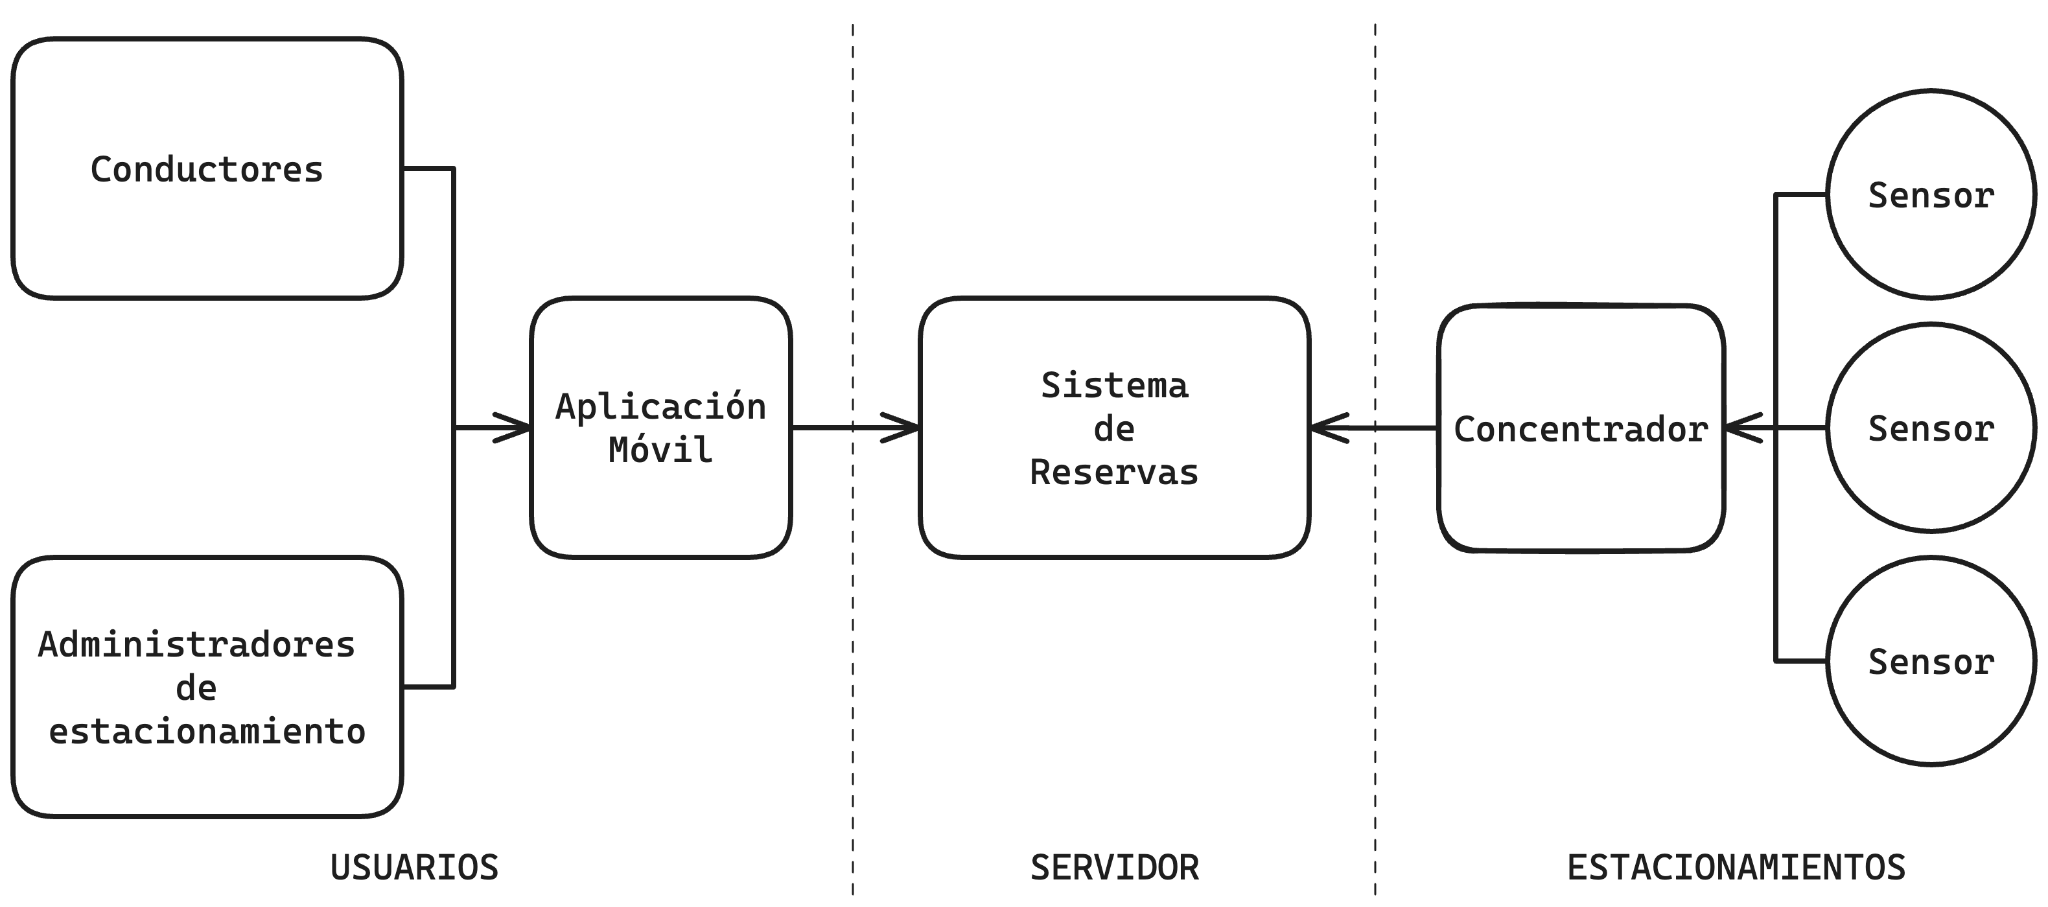 Conductores
Administradores
de
estacionamiento
Aplicación
Móvil
USUARIOS
Sistema
de
Reservas
SERVIDOR
Concentrador
Sensor
Sensor
Sensor
ESTACIONAMIENTOS